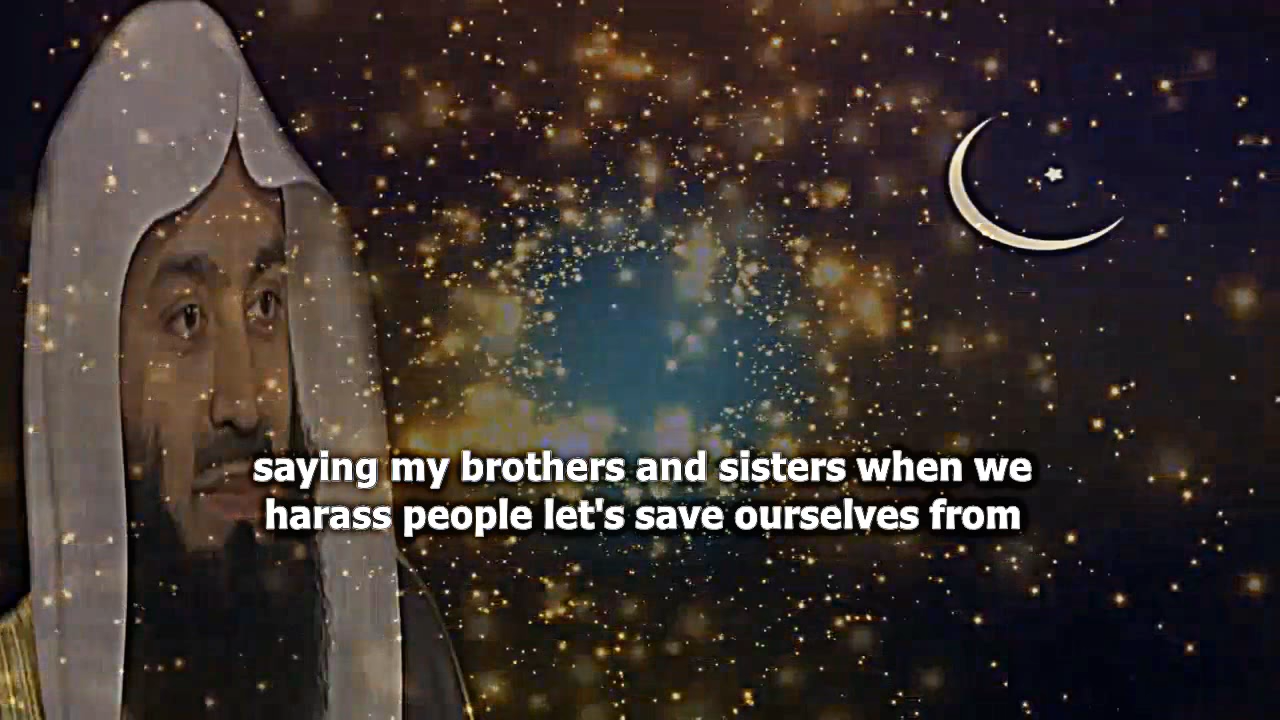 saying my brothers and sisters when we
harass people let's save ourselves from